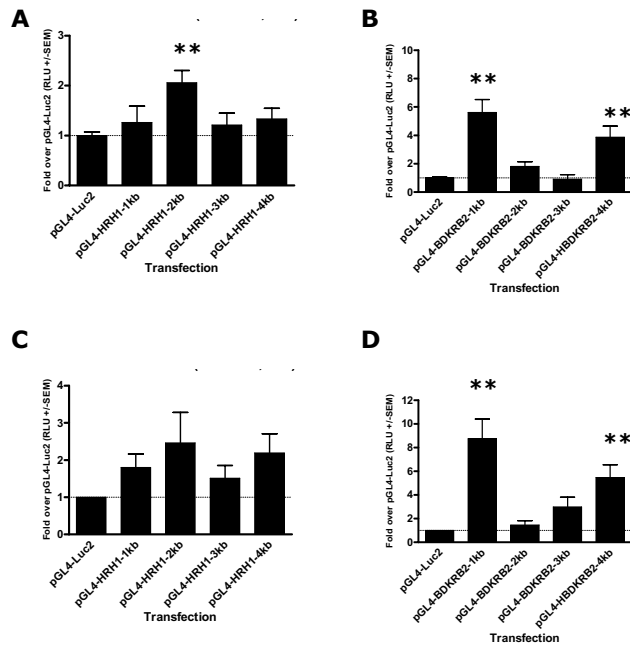 A
Fold over pGL4-Luc2 (RLU +/-SEM)
3
2
1
0
**
pGL4-Luc2
pGL4-HRH1-1kb
pGL4-HRH1-2kb
pGL4-HRH1-3kb
pGL4-HRH1-4kb
Transfection
B
Fold over pGL4-Luc2 (RLU +/-SEM)
10
8
6
4
2
0
**
**
pGL4-Luc2
pGL4-BDKRB2-1kb
pGL4-BDKRB2-2kb
pGL4-BDKRB2-3kb
pGL4-HBDKRB2-4kb
Transfection
C
Fold over pGL4-Luc2 (RLU +/-SEM)
4
3
2
1
0
pGL4-Luc2
pGL4-HRH1-1kb
pGL4-HRH1-2kb
pGL4-HRH1-3kb
pGL4-HRH1-4kb
Transfection
D
Fold over pGL4-Luc2 (RLU +/-SEM)
12
10
8
6
4
2
0
**
**
pGL4-Luc2
pGL4-BDKRB2-1kb
pGL4-BDKRB2-2kb
pGL4-BDKRB2-3kb
pGL4-HBDKRB2-4kb
Transfection